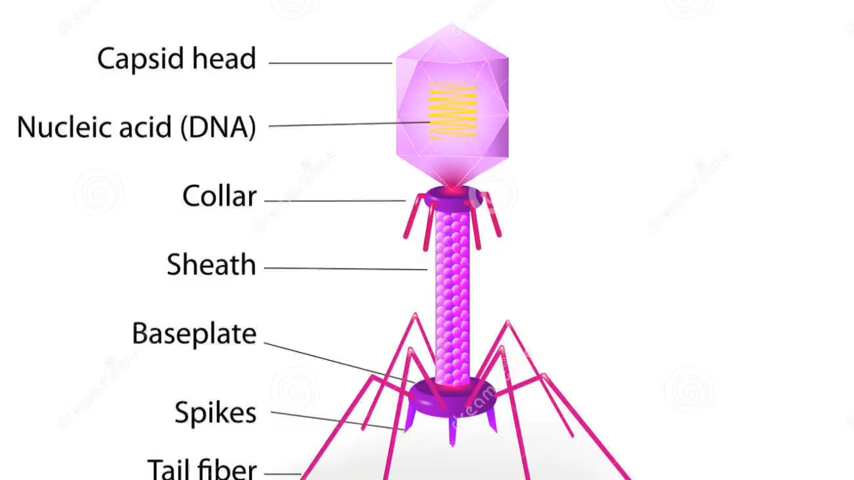 Capsid head
Nucleic acid (DNA)
Collar
Sheath
Baseplate
Spikes
Tail fiber